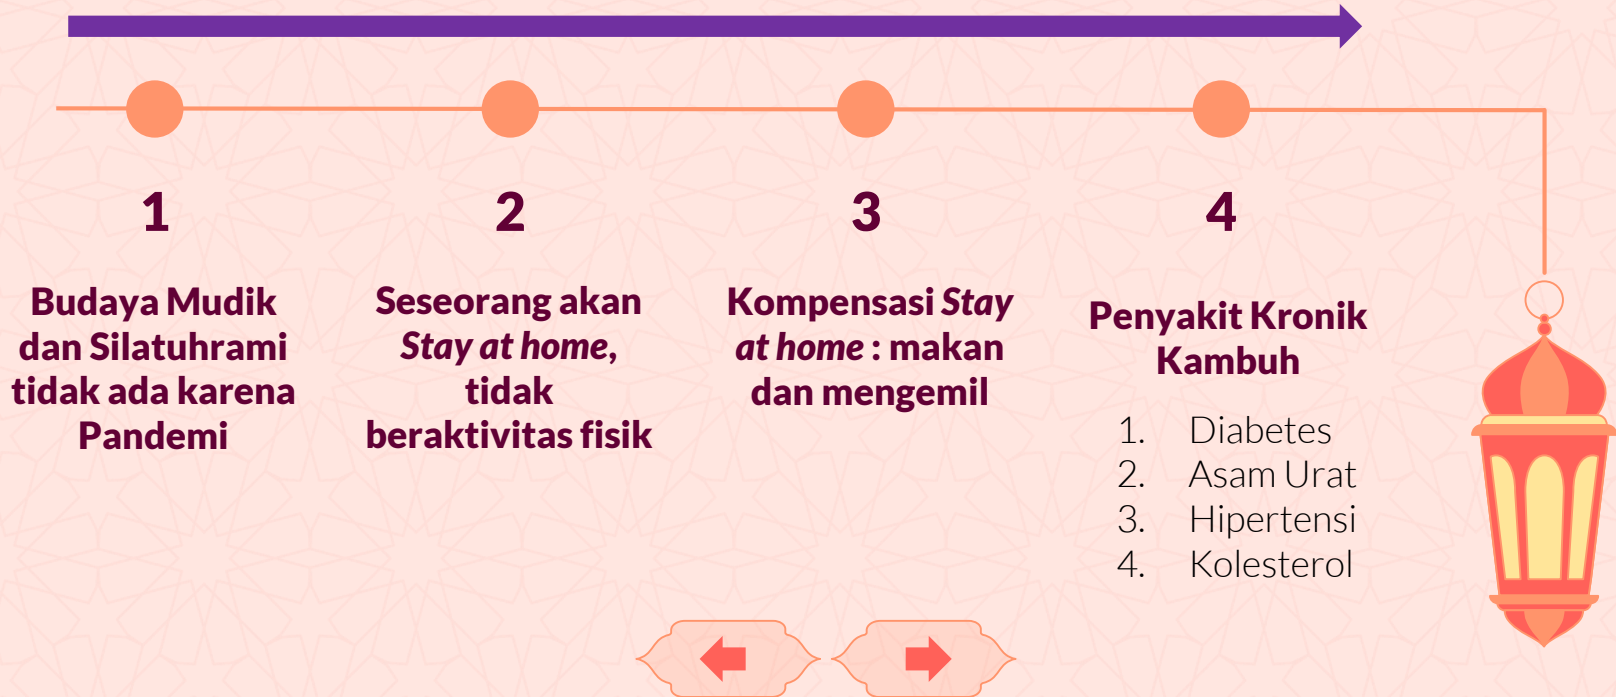 1
Budaya Mudik
dan Silatuhrami
tidak ada karena
Pandemi
2
Seseorang akan
Stay at home,
tidak
beraktivitas fisik
3
Kompensasi Stay
at home : makan
dan mengemil
4
Penyakit Kronik
Kambuh
1. Diabetes
2. Asam Urat
3. Hipertensi
4. Kolesterol